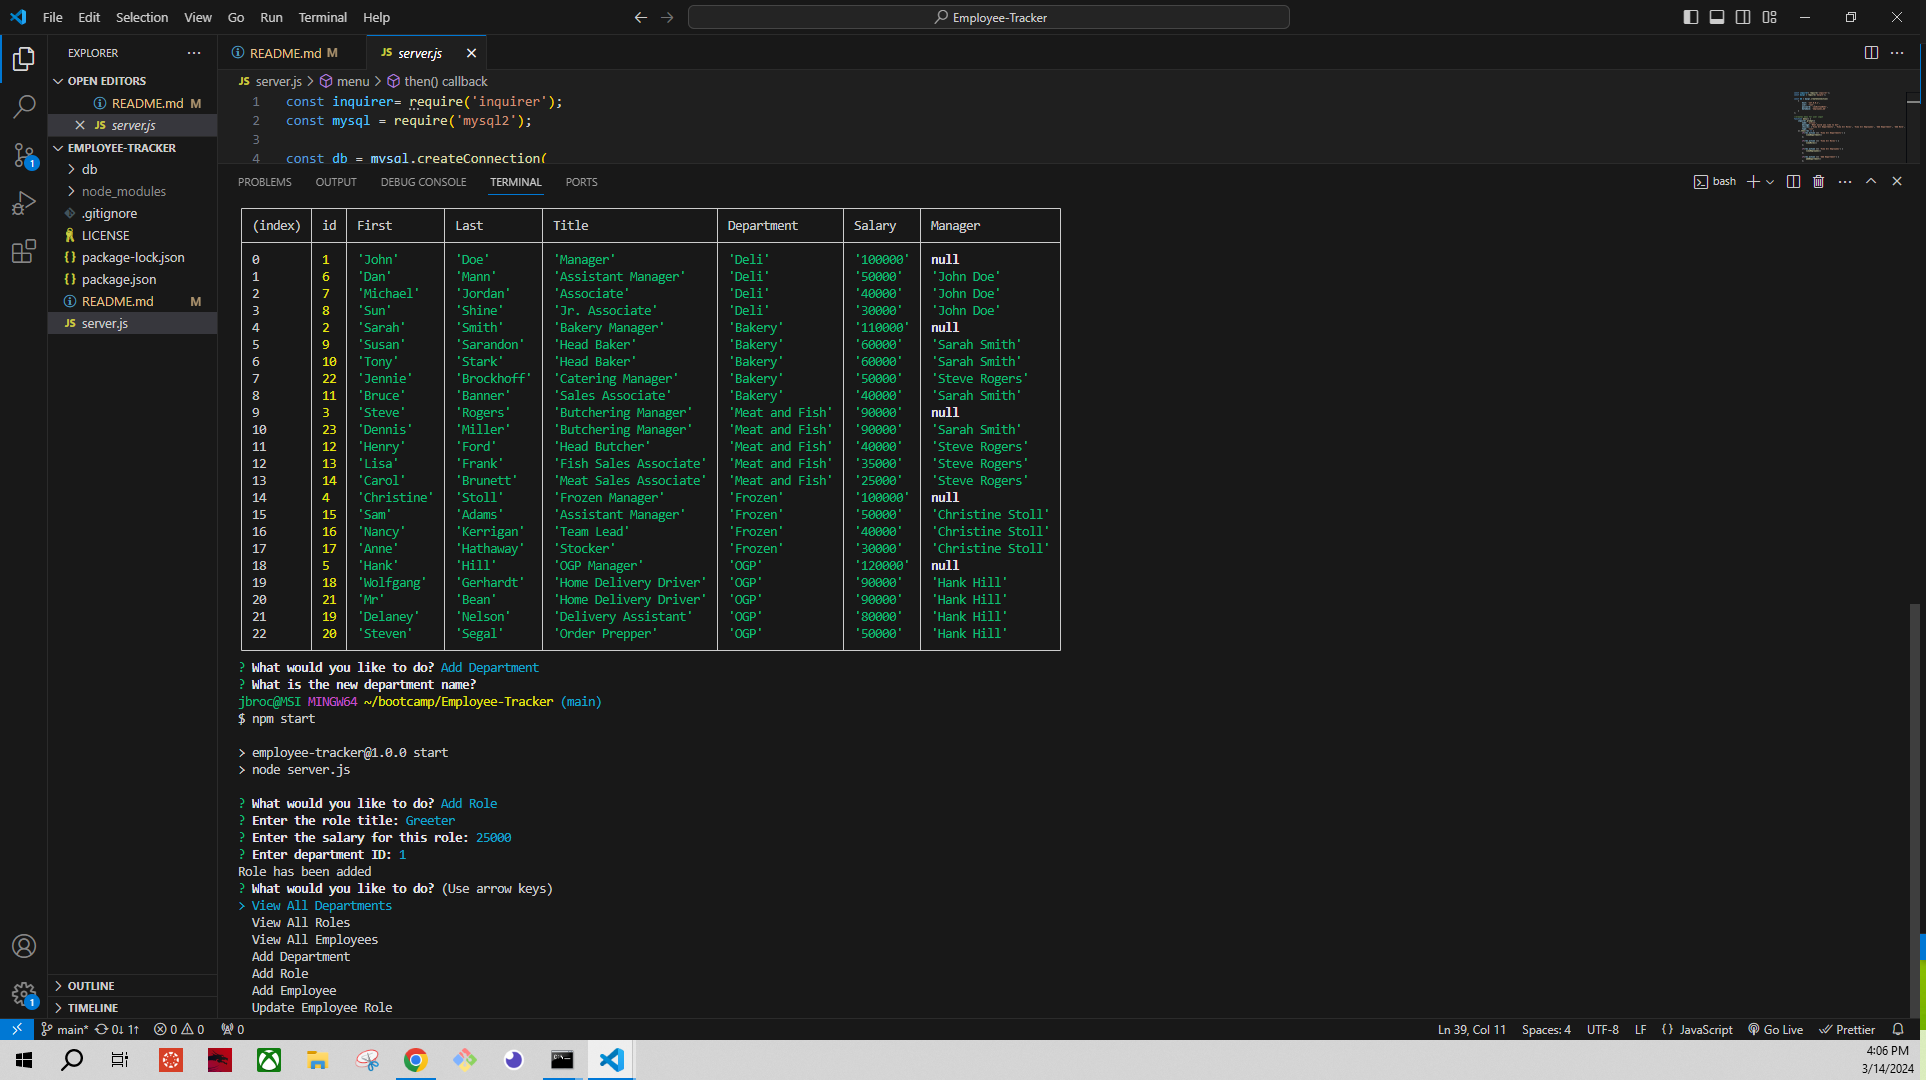 File Edit Selection View Go Run Terminal Help
Employee-Tracker
EXPLORER
OPEN EDITORS
README.md M
server.js
EMPLOYEE-TRACKER
db
node_modules
.gitignore
LICENSE
package-lock.json
package.json
README.md M
server.js
OUTLINE
TIMELINE
README.md M
JS server.js
JS server.js > menu > then() callback
1 const inquirer= require('inquirer');
2 const mysql = require('mysql2');
3
4 const db = mysql.createConnection(
PROBLEMS OUTPUT DEBUG CONSOLE TERMINAL PORTS
bash
(index) id First Last Title Department Salary Manager
0 1 'John' 'Doe' 'Manager' 'Deli' '100000' null
1 6 'Dan' 'Mann' 'Assistant Manager' 'Deli' '50000' 'John Doe'
2 7 'Michael' 'Jordan' 'Associate' 'Deli' '40000' 'John Doe'
3 8 'Sun' 'Shine' 'Jr. Associate' 'Deli' '30000' 'John Doe'
4 2 'Sarah' 'Smith' 'Bakery Manager' 'Bakery' '110000' null
5 9 'Susan' 'Sarandon' 'Head Baker' 'Bakery' '60000' 'Sarah Smith'
6 10 'Tony' 'Stark' 'Head Baker' 'Bakery' '60000' 'Sarah Smith'
7 22 'Jennie' 'Brockhoff' 'Catering Manager' 'Bakery' '50000' 'Steve Rogers'
8 11 'Bruce' 'Banner' 'Sales Associate' 'Bakery' '40000' 'Sarah Smith'
9 3 'Steve' 'Rogers' 'Butchering Manager' 'Meat and Fish' '90000' null
10 23 'Dennis' 'Miller' 'Butchering Manager' 'Meat and Fish' '90000' 'Sarah Smith'
11 12 'Henry' 'Ford' 'Head Butcher' 'Meat and Fish' '40000' 'Steve Rogers'
12 13 'Lisa' 'Frank' 'Fish Sales Associate' 'Meat and Fish' '35000' 'Steve Rogers'
13 14 'Carol' 'Brunett' 'Meat Sales Associate' 'Meat and Fish' '25000' 'Steve Rogers'
14 4 'Christine' 'Stoll' 'Frozen Manager' 'Frozen' '100000' null
15 15 'Sam' 'Adams' 'Assistant Manager' 'Frozen' '50000' 'Christine Stoll'
16 16 'Nancy' 'Kerrigan' 'Team Lead' 'Frozen' '40000' 'Christine Stoll'
17 17 'Anne' 'Hathaway' 'Stocker' 'Frozen' '30000' 'Christine Stoll'
18 5 'Hank' 'Hill' 'OGP Manager' 'OGP' '120000' null
19 18 'Wolfgang' 'Gerhardt' 'Home Delivery Driver' 'OGP' '90000' 'Hank Hill'
20 21 'Mr' 'Bean' 'Home Delivery Driver' 'OGP' '90000' 'Hank Hill'
21 19 'Delaney' 'Nelson' 'Delivery Assistant' 'OGP' '80000' 'Hank Hill'
22 20 'Steven' 'Segal' 'Order Prepper' 'OGP' '50000' 'Hank Hill'
? What would you like to do? Add Department
? What is the new department name?
jbroc@MSI MINGW64 ~/bootcamp/Employee-Tracker (main)
$ npm start
> employee-tracker@1.0.0 start
> node server.js
? What would you like to do? Add Role
? Enter the role title: Greeter
? Enter the salary for this role: 25000
? Enter department ID: 1
Role has been added
? What would you like to do? (Use arrow keys)
> View All Departments
View All Roles
View All Employees
Add Department
Add Role
Add Employee
Update Employee Role
main* 0↓ 1↑ 0 0 0
Ln 39, Col 11 Spaces: 4 UTF-8 LF {} JavaScript Go Live Prettier
4:06 PM
3/14/2024